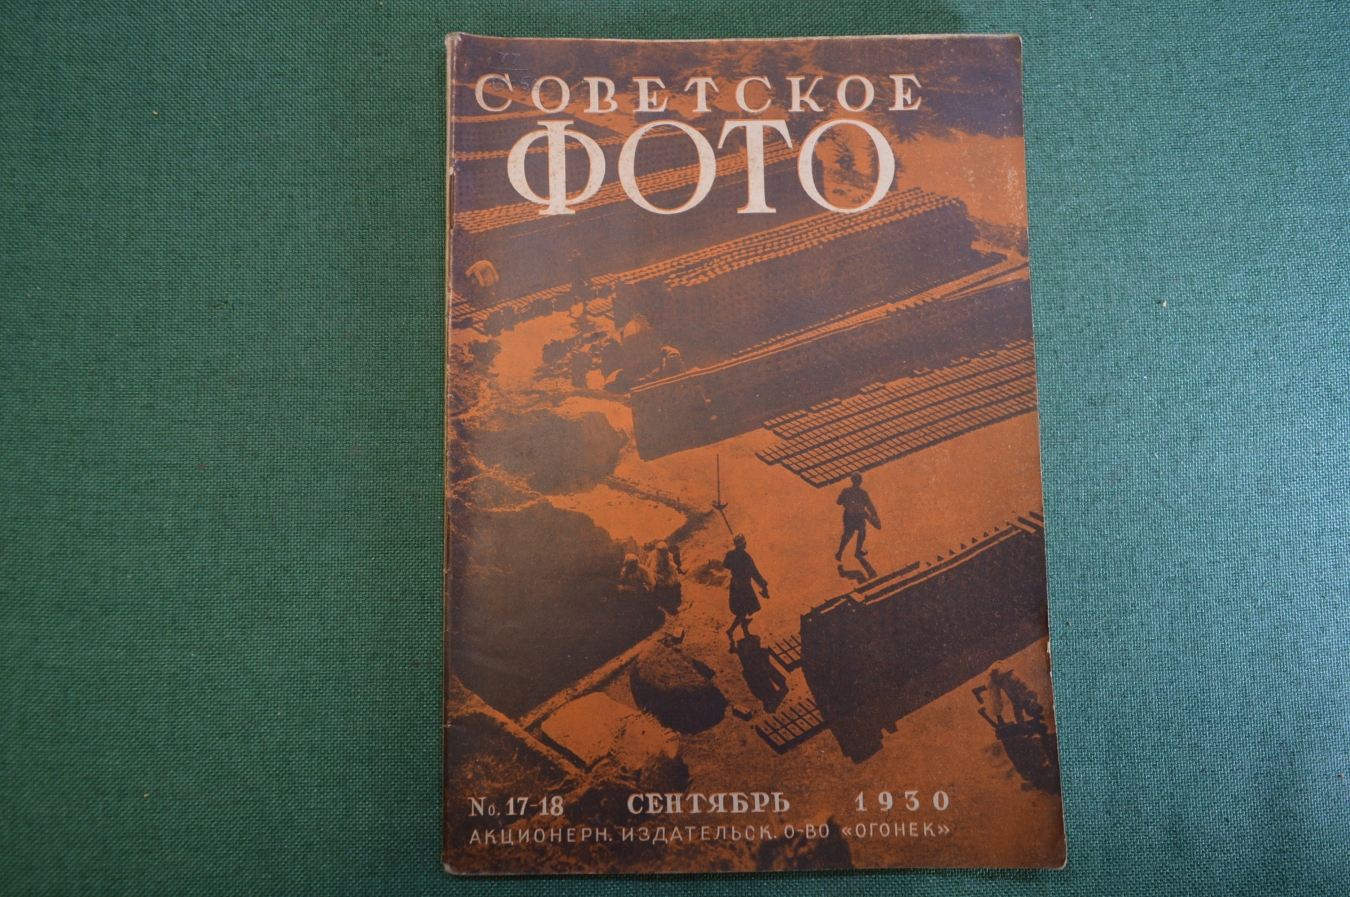 СОВЕТСКОЕ
ФОТО
No. 17-18 СЕНТЯБРЬ 1930
АКЦИОНЕРН. ИЗДАТЕЛЬСК. О-ВО «ОГОНЕК»